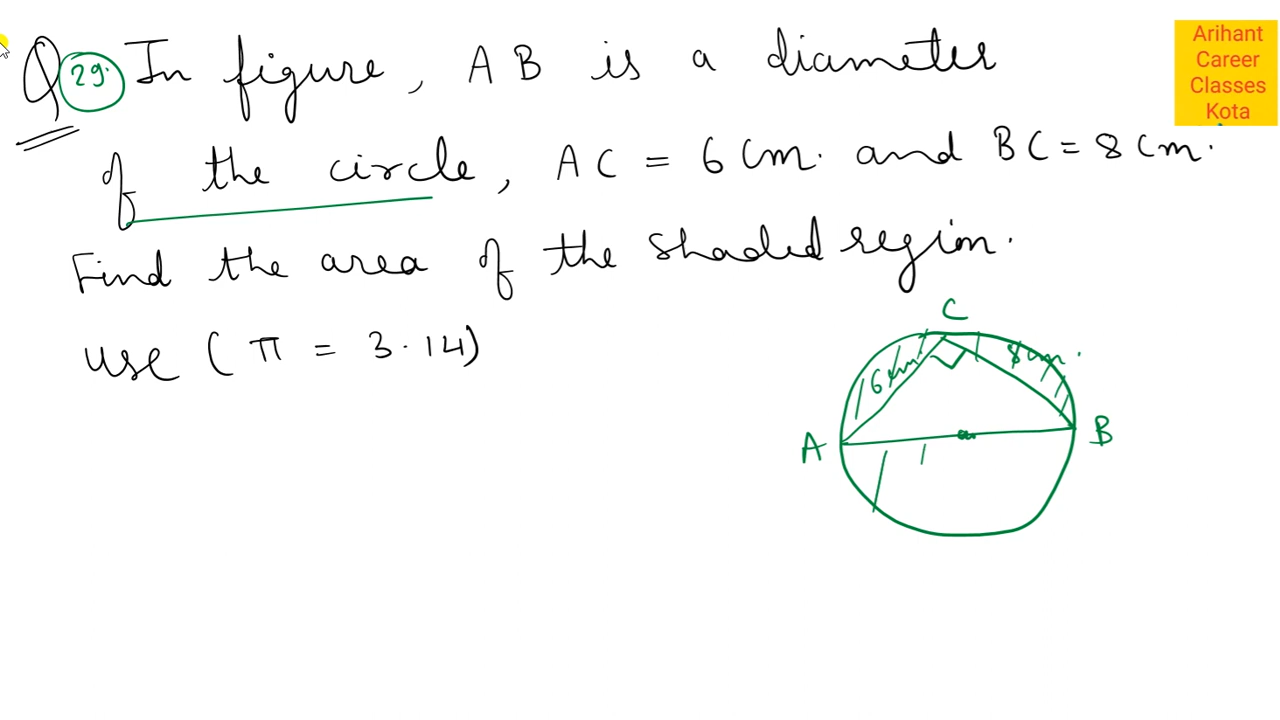 Q 29. In figure, AB is a diameter
of the circle, AC = 6 cm. and BC = 8 cm.
Find the area of the shaded region.
use (π = 3.14)
Arihant
Career
Classes
Kota
C
6 cm
8 cm.
A
B